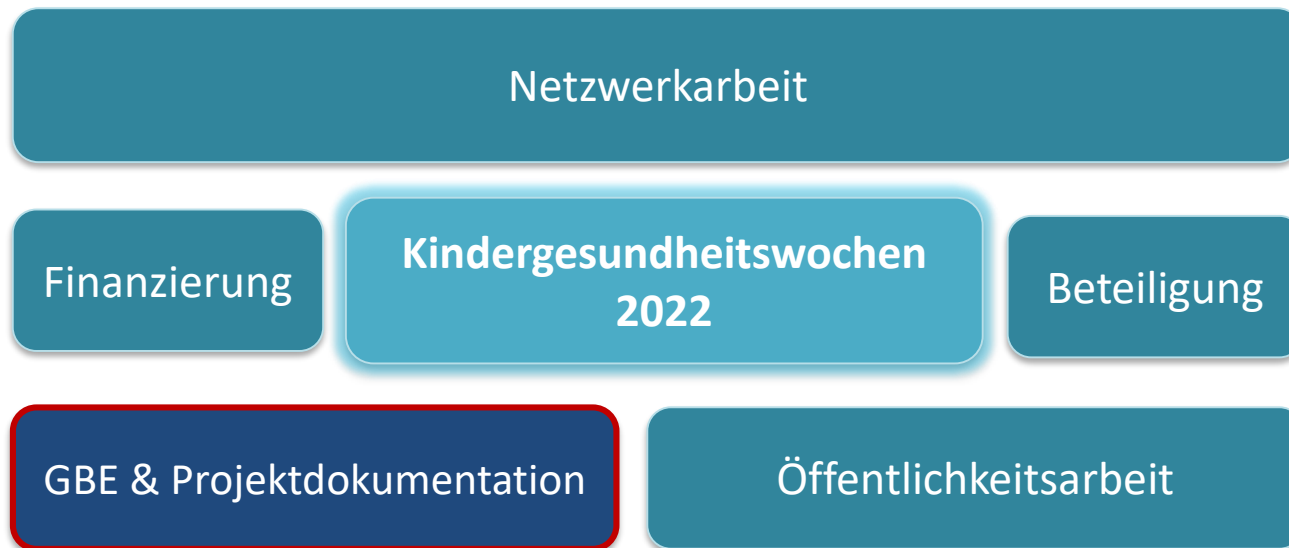 Netzwerkarbeit
Finanzierung
Kindergesundheitswochen
2022
Beteiligung
GBE & Projektdokumentation
Öffentlichkeitsarbeit